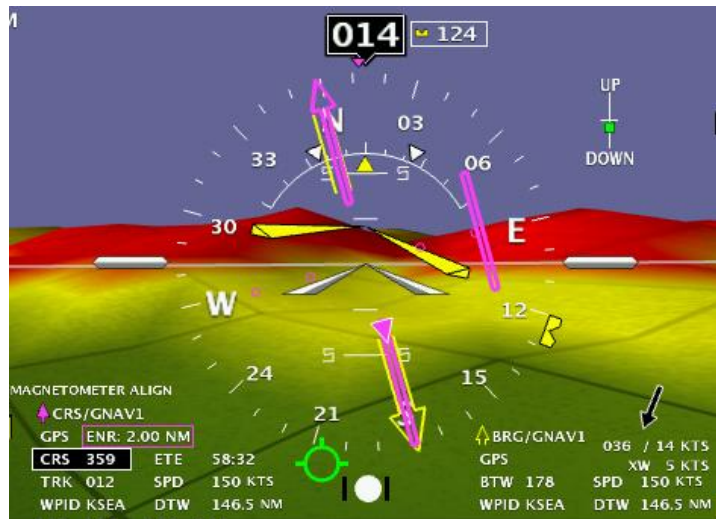 M
014
124
UP
DOWN
N
03
33
06
5 5
30
E
W
12
5 5
24
15
21
MAGNETOMETER ALIGN
CRS/GNAV1
GPS ENR: 2.00 NM
CRS 359 ETE 58:32
TRK 012 SPD 150 KTS
WPID KSEA DTW 146.5 NM
036 / 14 KTS
XW 5 KTS
BRG/GNAV1
GPS
BTW 178 SPD 150 KTS
WPID KSEA DTW 146.5 NM